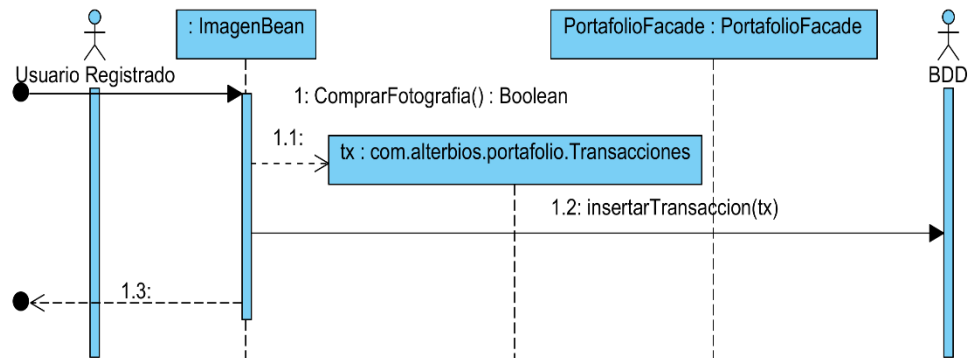 : ImagenBean
PortafolioFacade : PortafolioFacade
Usuario Registrado
BDD
1: ComprarFotografia() : Boolean
1.1:
tx : com.alterbios.portafolio.Transacciones
1.2: insertarTransaccion(tx)
1.3: